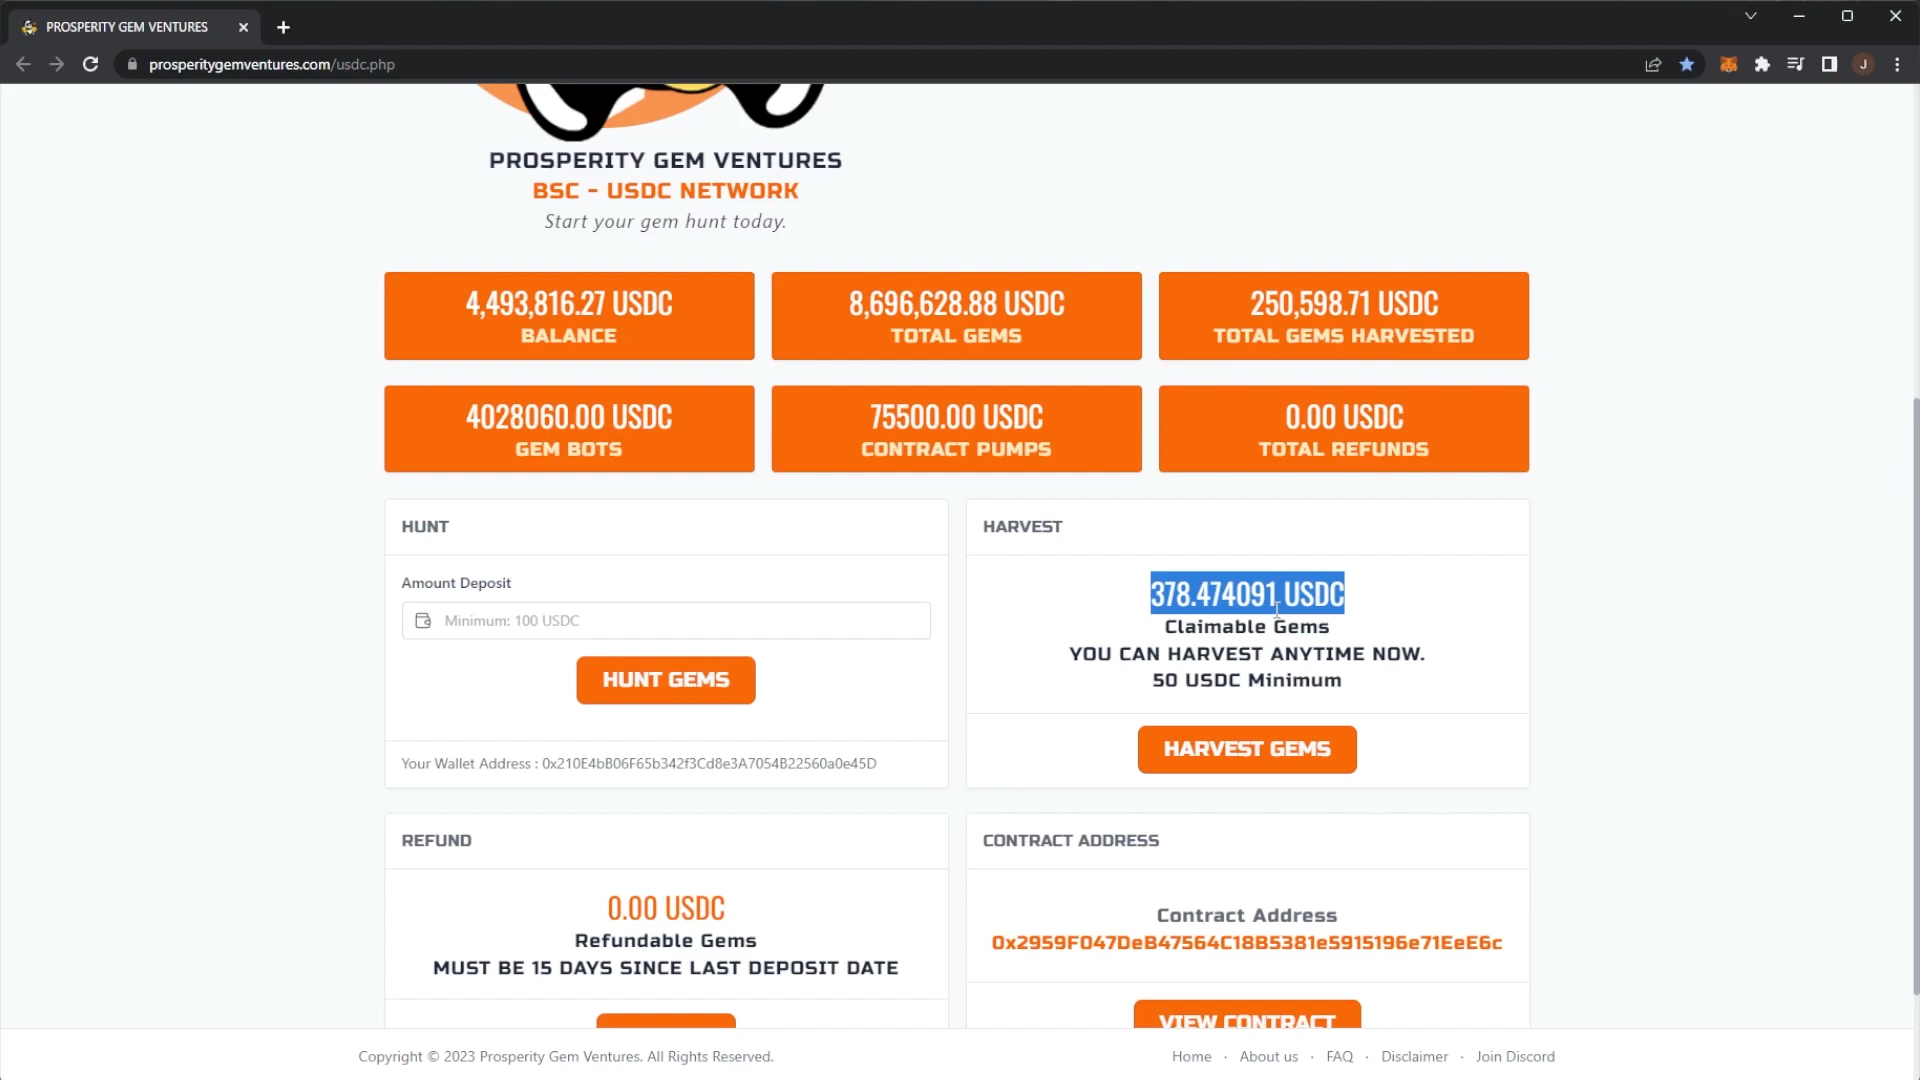 PROSPERITY GEM VENTURES
prosperitygemventures.com/usdc.php
J
PROSPERITY GEM VENTURES
BSC - USDC NETWORK
Start your gem hunt today.
4,493,816.27 USDC
BALANCE
8,696,628.88 USDC
TOTAL GEMS
250,598.71 USDC
TOTAL GEMS HARVESTED
4028060.00 USDC
GEM BOTS
75500.00 USDC
CONTRACT PUMPS
0.00 USDC
TOTAL REFUNDS
HUNT
Amount Deposit
Minimum: 100 USDC
HUNT GEMS
Your Wallet Address : 0x210E4bB06F65b342f3Cd8e3A7054B22560a0e45D
HARVEST
378.474091 USDC
Claimable Gems
YOU CAN HARVEST ANYTIME NOW.
50 USDC Minimum
HARVEST GEMS
REFUND
0.00 USDC
Refundable Gems
MUST BE 15 DAYS SINCE LAST DEPOSIT DATE
CONTRACT ADDRESS
Contract Address
0x2959F047DeB47564C18B5381e5915196e71EeE6c
VIEW CONTRACT
Copyright © 2023 Prosperity Gem Ventures. All Rights Reserved.
Home · About us · FAQ · Disclaimer · Join Discord